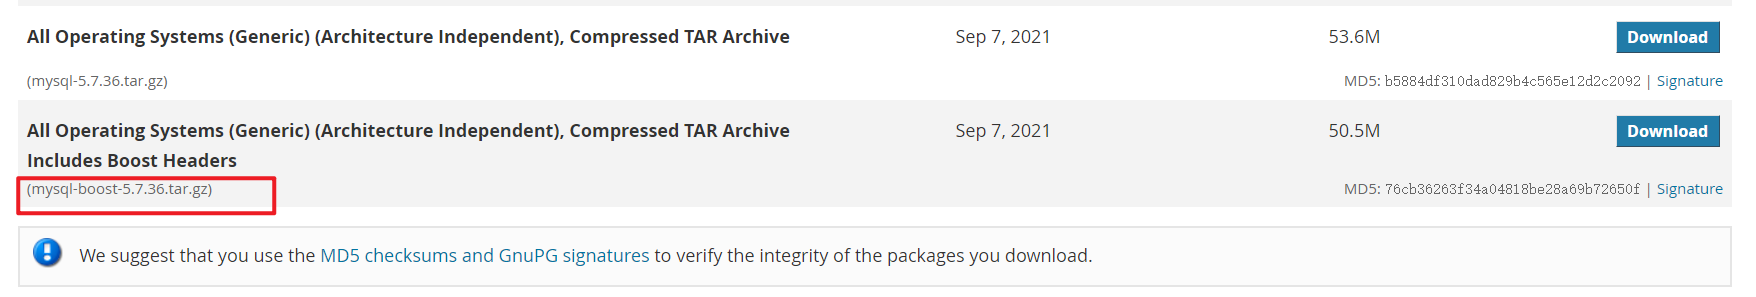 All Operating Systems (Generic) (Architecture Independent), Compressed TAR Archive Sep 7, 2021 53.6M Download
(mysql-5.7.36.tar.gz) MD5: b5884df310dad829b4c565e12d2c2092 | Signature
All Operating Systems (Generic) (Architecture Independent), Compressed TAR Archive Sep 7, 2021 50.5M Download
Includes Boost Headers
(mysql-boost-5.7.36.tar.gz) MD5: 76cb36263f34a04818be28a69b72650f | Signature
We suggest that you use the MD5 checksums and GnuPG signatures to verify the integrity of the packages you download.